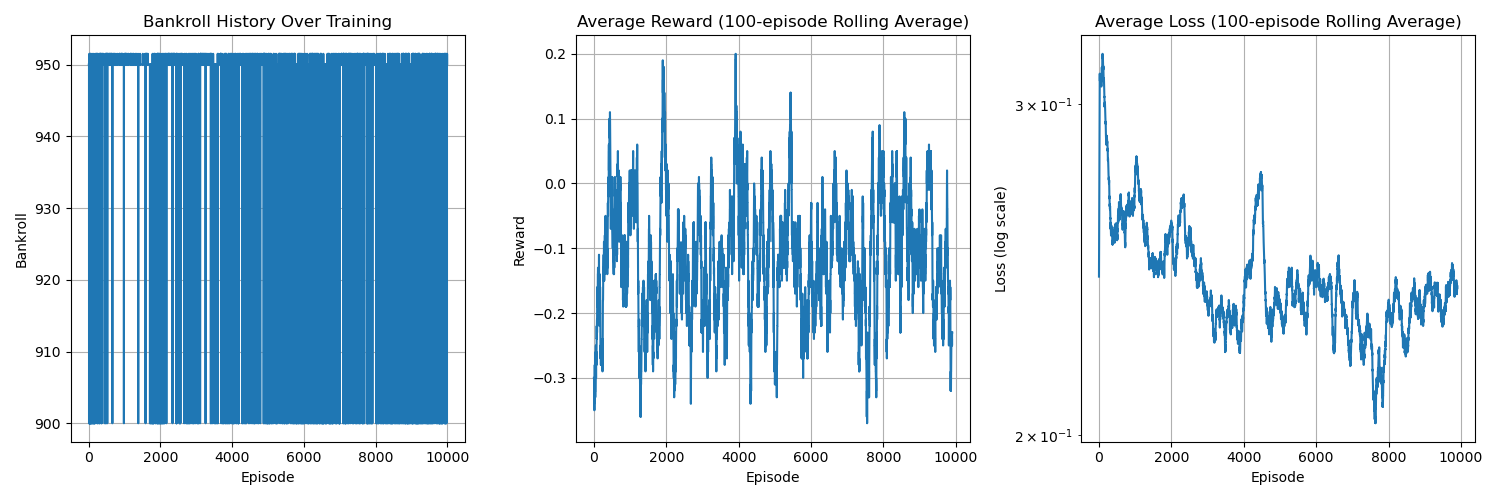 Bankroll History Over Training
950
940
930
920
910
900
Bankroll
0 2000 4000 6000 8000 10000
Episode
Average Reward (100-episode Rolling Average)
0.2
0.1
0.0
−0.1
−0.2
−0.3
Reward
0 2000 4000 6000 8000 10000
Episode
Average Loss (100-episode Rolling Average)
3 × 10⁻¹
2 × 10⁻¹
Loss (log scale)
0 2000 4000 6000 8000 10000
Episode